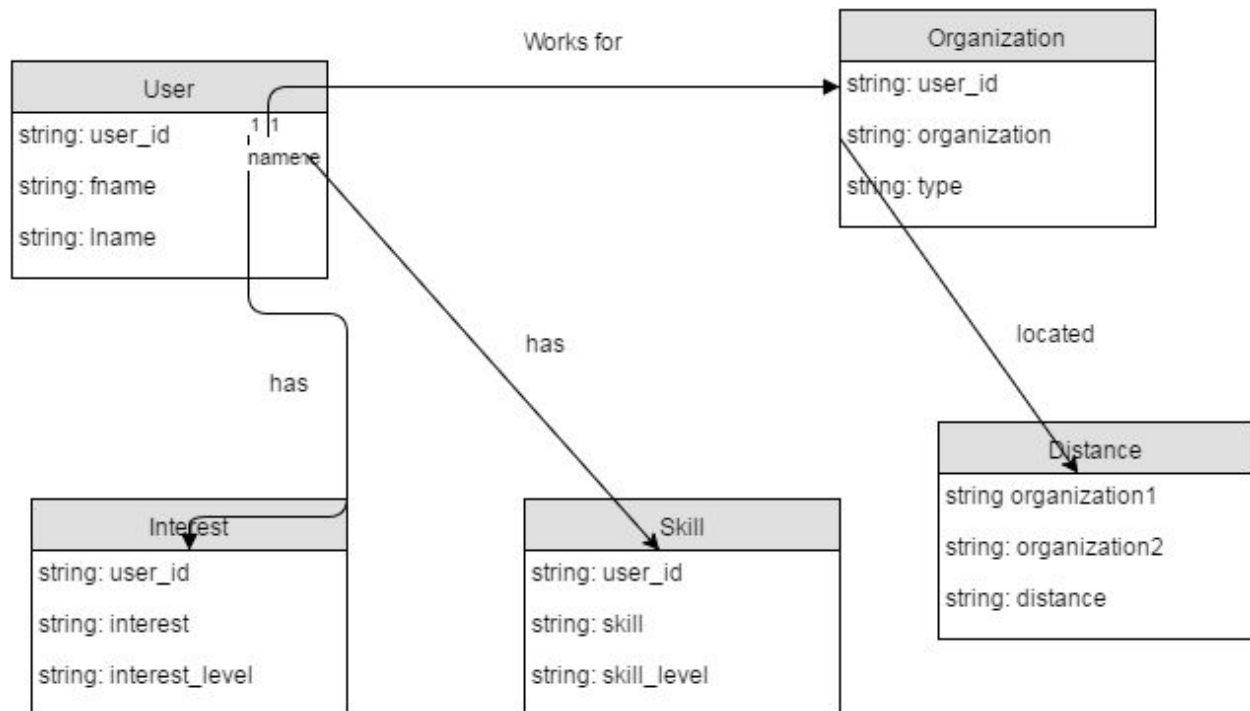 Works for
User
string: user_id
string: fname
string: lname
1 1
Organization
string: user_id
string: organization
string: type
has
has
located
Interest
string: user_id
string: interest
string: interest_level
Skill
string: user_id
string: skill
string: skill_level
Distance
string organization1
string: organization2
string: distance